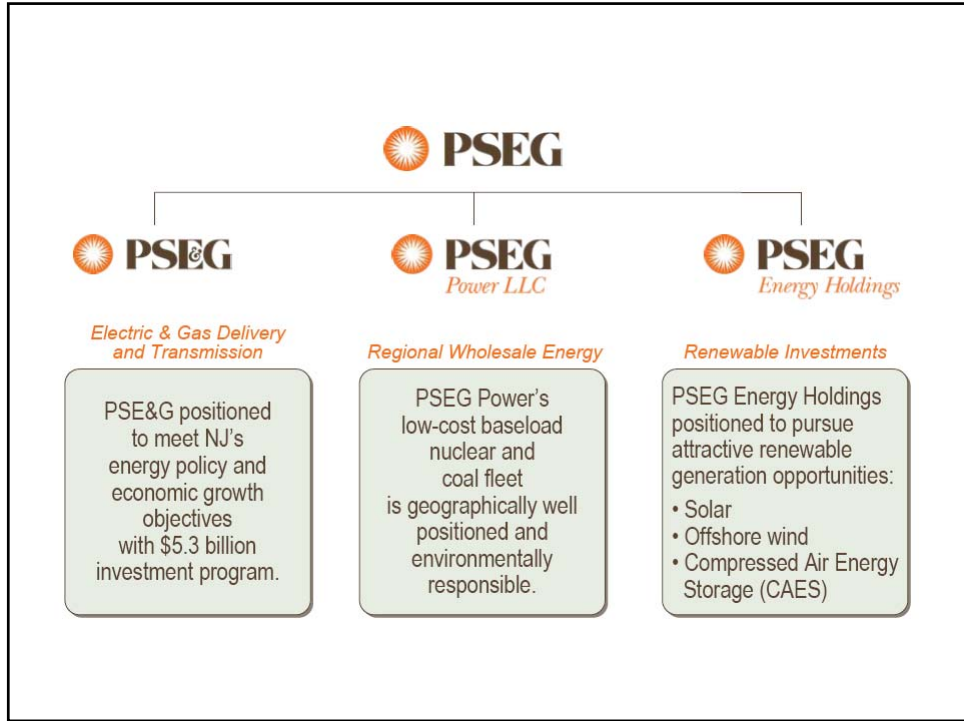 PSEG
PSE&G
Electric & Gas Delivery
and Transmission
PSE&G positioned
to meet NJ's
energy policy and
economic growth
objectives
with $5.3 billion
investment program.
PSEG
Power LLC
Regional Wholesale Energy
PSEG Power's
low-cost baseload
nuclear and
coal fleet
is geographically well
positioned and
environmentally
responsible.
PSEG
Energy Holdings
Renewable Investments
PSEG Energy Holdings
positioned to pursue
attractive renewable
generation opportunities:
• Solar
• Offshore wind
• Compressed Air Energy
Storage (CAES)